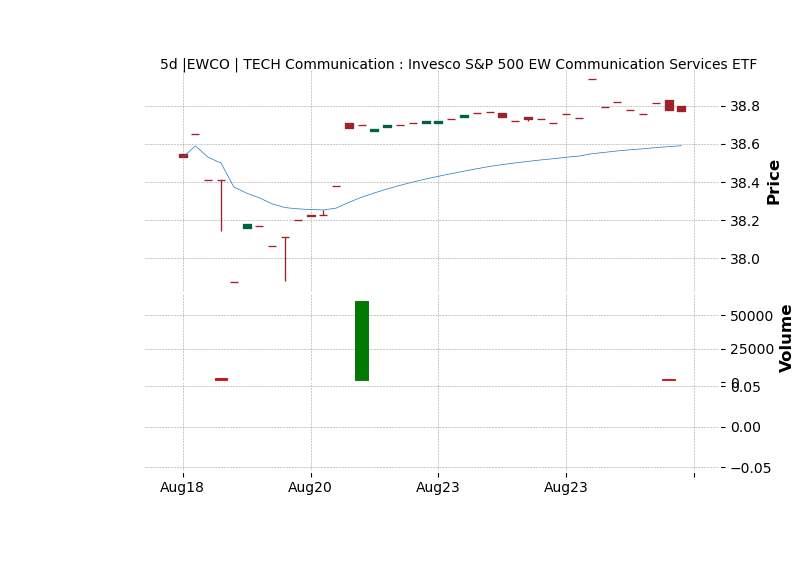 5d |EWCO | TECH Communication : Invesco S&P 500 EW Communication Services ETF
38.8
38.6
38.4
38.2
38.0
Price
50000
25000
0
Volume
0.05
0.00
−0.05
Aug18 Aug20 Aug23 Aug23